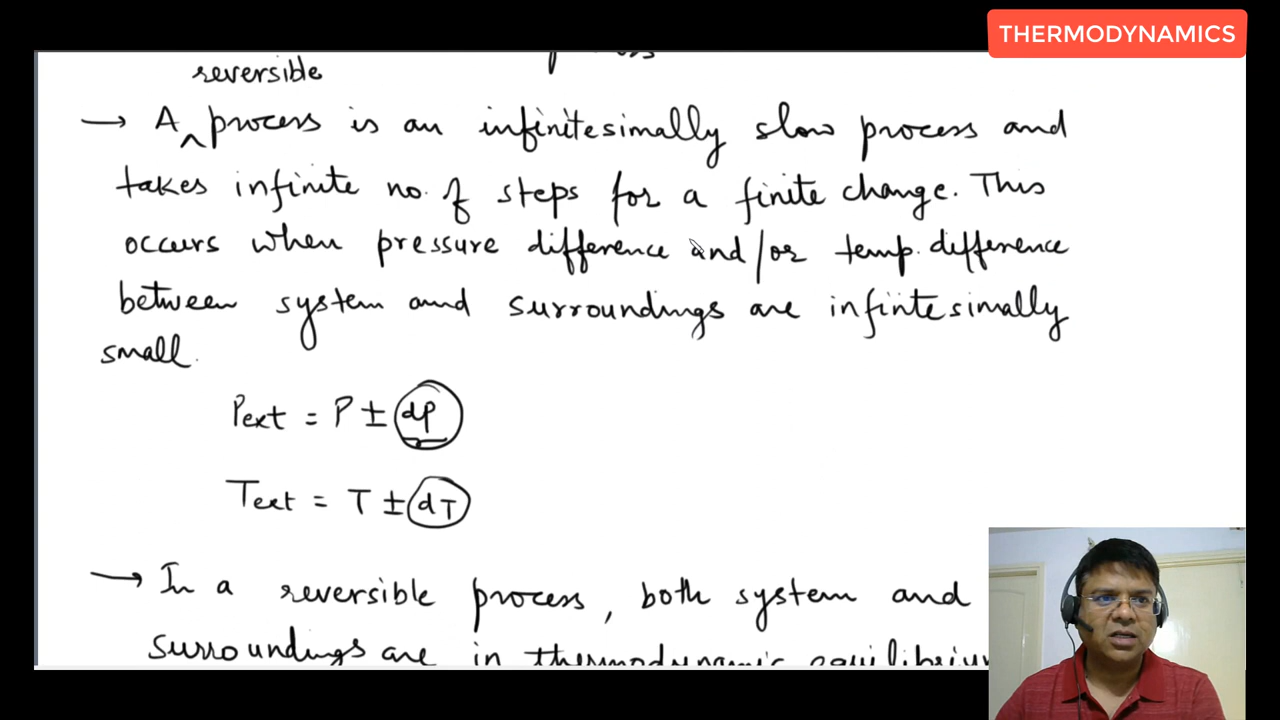 THERMODYNAMICS
reversible
→ A ^ process is an infinitesimally slow process and
takes infinite no. of steps for a finite change. This
occurs when pressure difference and/or temp. difference
between system and surroundings are infintesimally
small.
Pext = P ± dp
Text = T ± dT
→ In a reversible process, both system and
surroundings are in thermodynamic equilibrium